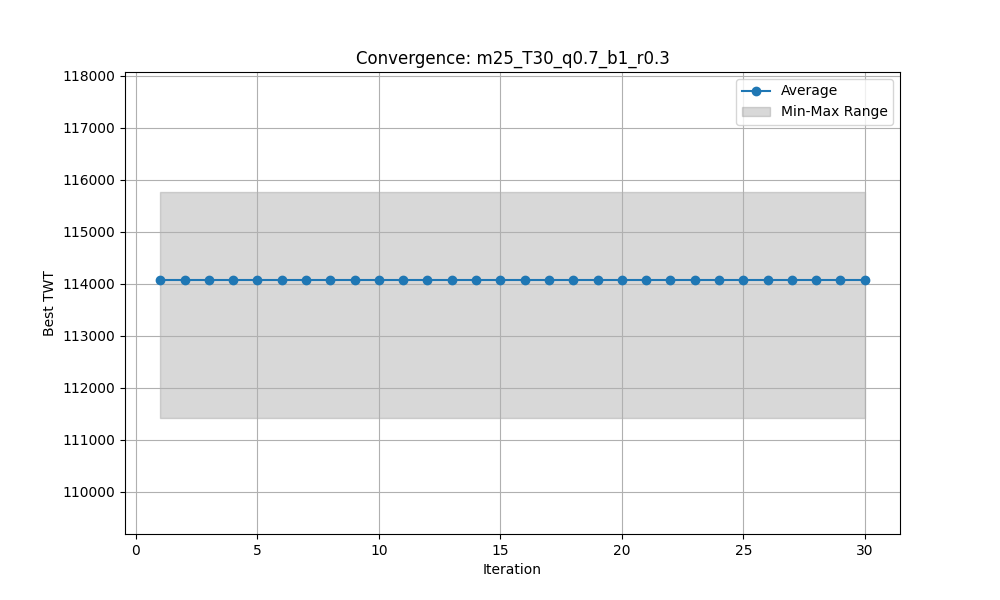 Convergence: m25_T30_q0.7_b1_r0.3
118000
117000
116000
115000
114000
113000
112000
111000
110000
Best TWT
Average
Min-Max Range
0 5 10 15 20 25 30
Iteration